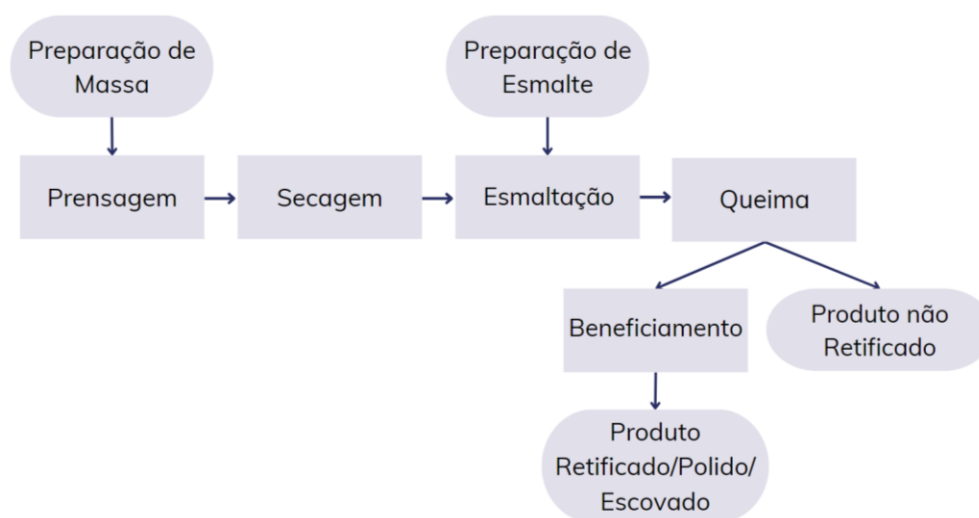 Preparação de
Massa
Preparação de
Esmalte
Prensagem
Secagem
Esmaltação
Queima
Beneficiamento
Produto não
Retificado
Produto
Retificado/Polido/
Escovado